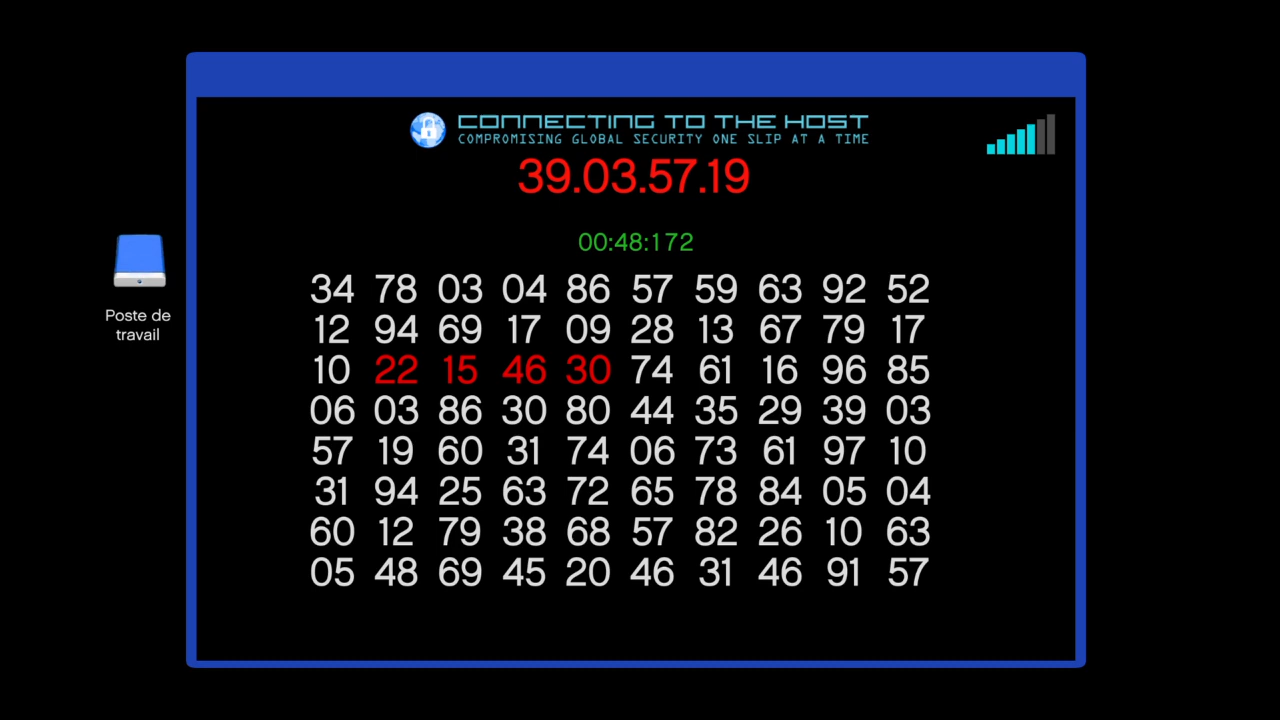 CONNECTING TO THE HOST
COMPROMISING GLOBAL SECURITY ONE SLIP AT A TIME
39.03.57.19
00:48:172
34 78 03 04 86 57 59 63 92 52
12 94 69 17 09 28 13 67 79 17
10 22 15 46 30 74 61 16 96 85
06 03 86 30 80 44 35 29 39 03
57 19 60 31 74 06 73 61 97 10
31 94 25 63 72 65 78 84 05 04
60 12 79 38 68 57 82 26 10 63
05 48 69 45 20 46 31 46 91 57
Poste de
travail